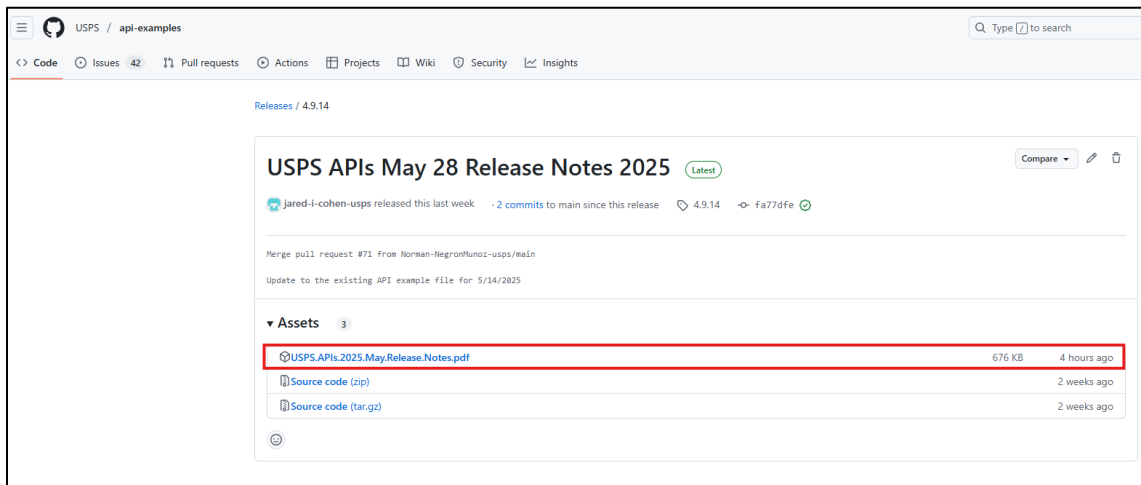 USPS / api-examples
Type / to search
Code Issues 42 Pull requests Actions Projects Wiki Security Insights
Releases / 4.9.14
USPS APIs May 28 Release Notes 2025 Latest
Compare
jared-i-cohen-usps released this last week · 2 commits to main since this release 4.9.14 fa77dfe
Merge pull request #71 from Norman-NegronMunoz-usps/main
Update to the existing API example file for 5/14/2025
Assets 3
USPS.APIs.2025.May.Release.Notes.pdf 676 KB 4 hours ago
Source code (zip) 2 weeks ago
Source code (tar.gz) 2 weeks ago